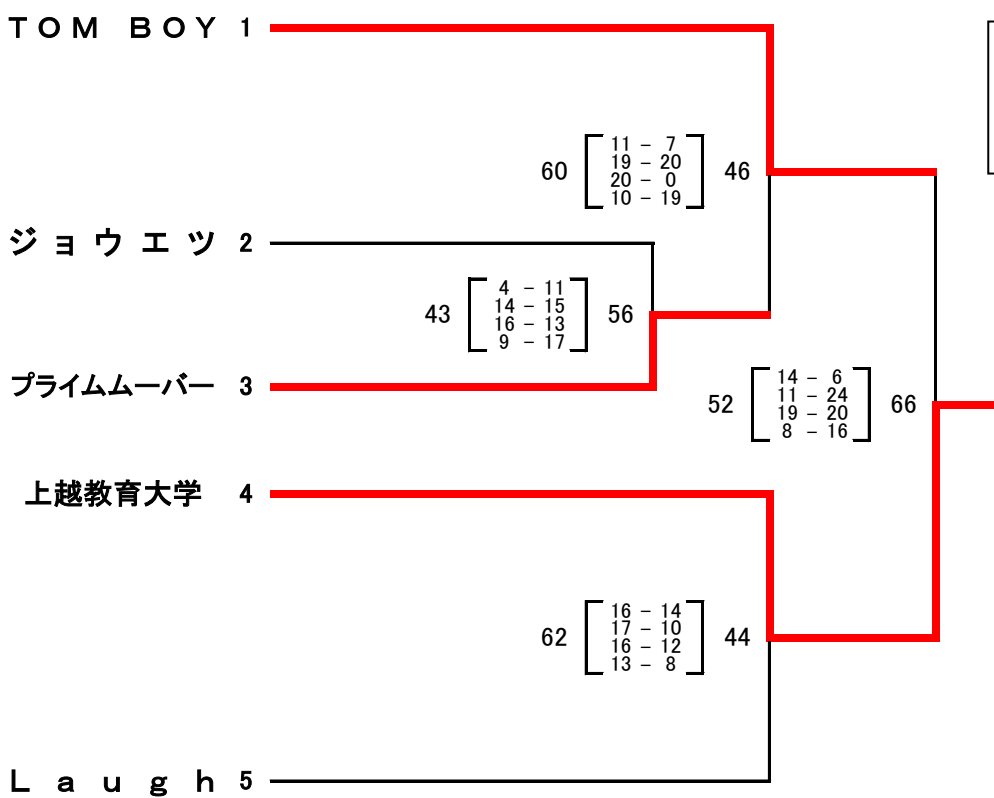 ＴＯＭ ＢＯＹ 1
11 － 7
60 19 － 20 46
20 － 0
10 － 19
ジョウエツ 2
4 － 11
43 14 － 15 56
16 － 13
9 － 17
プライムムーバー 3
14 － 6
52 11 － 24 66
19 － 20
8 － 16
上越教育大学 4
16 － 14
62 17 － 10 44
16 － 12
13 － 8
Ｌａｕｇｈ 5